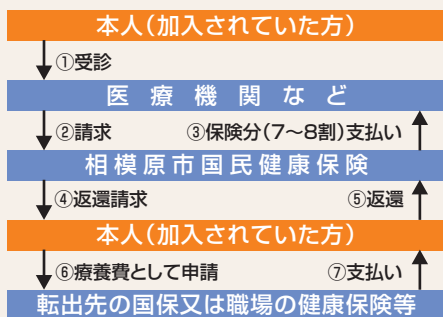 本人(加入されていた方)
①受診
医療機関など
②請求 ③保険分(7〜8割)支払い
相模原市国民健康保険
④返還請求 ⑤返還
本人(加入されていた方)
⑥療養費として申請 ⑦支払い
転出先の国保又は職場の健康保険等